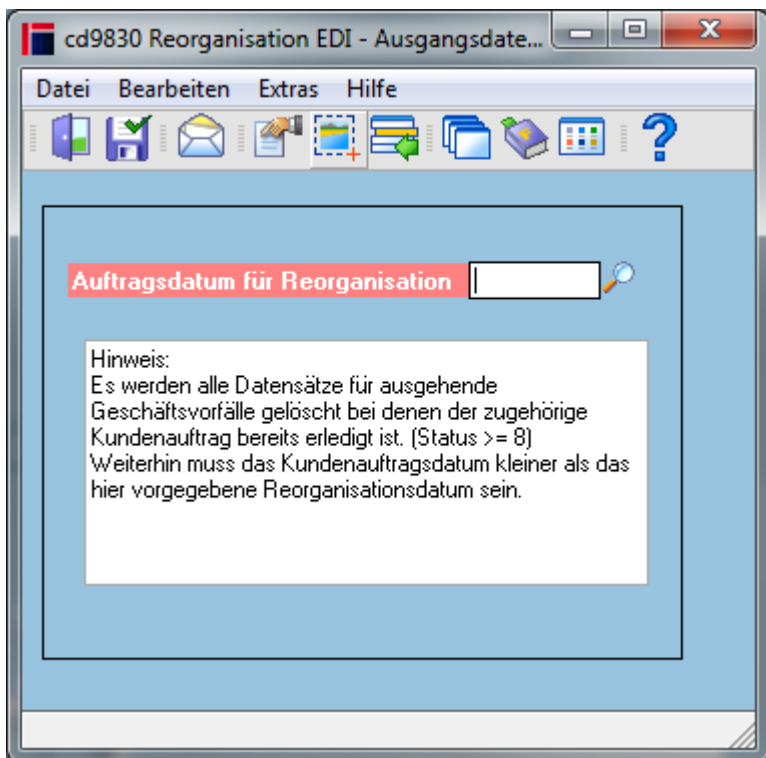 cd9830 Reorganisation EDI - Ausgangsdate...
Datei Bearbeiten Extras Hilfe
Auftragsdatum für Reorganisation
Hinweis:
Es werden alle Datensätze für ausgehende
Geschäftsvorfälle gelöscht bei denen der zugehörige
Kundenauftrag bereits erledigt ist. (Status >= 8)
Weiterhin muss das Kundenauftragsdatum kleiner als das
hier vorgegebene Reorganisationsdatum sein.